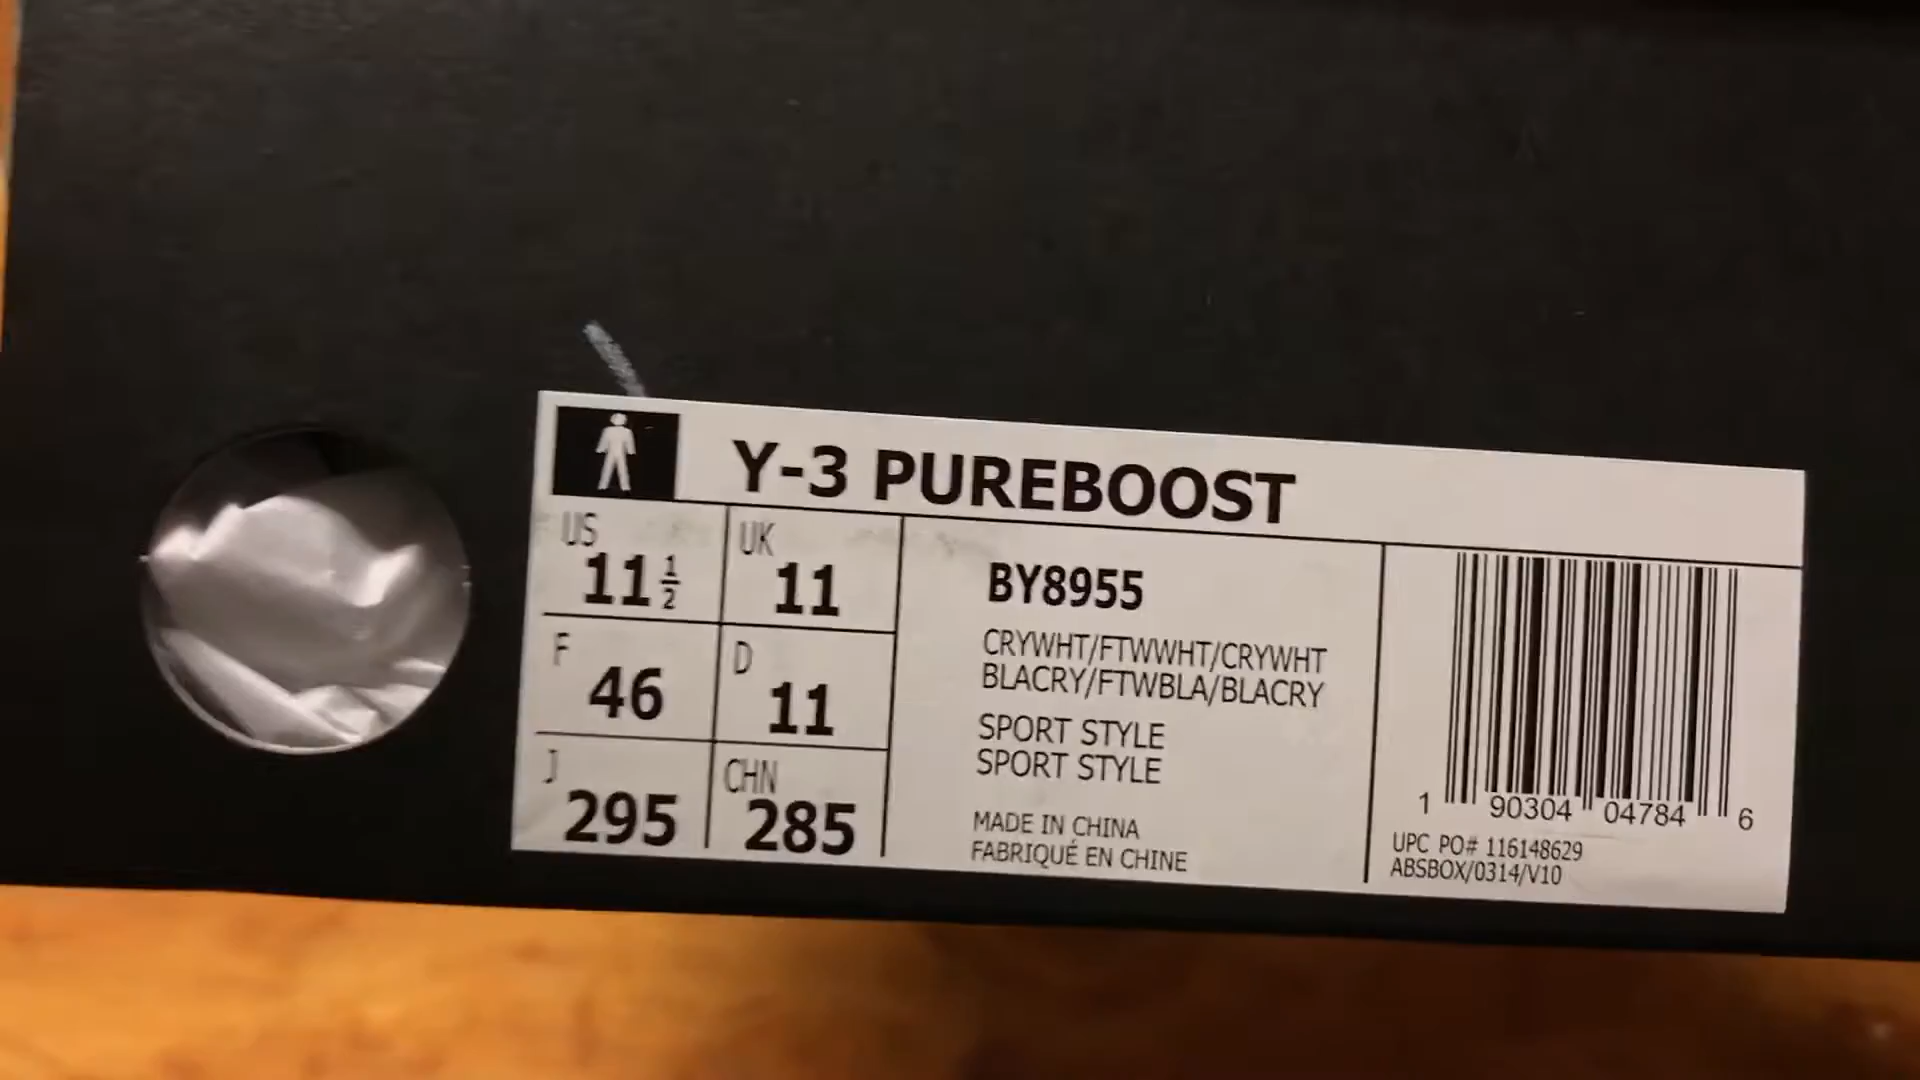 Y-3 PUREBOOST
US
11 1/2
UK
11
F
46
D
11
J
295
CHN
285
BY8955
CRYWHT/FTWWHT/CRYWHT
BLACRY/FTWBLA/BLACRY
SPORT STYLE
SPORT STYLE
MADE IN CHINA
FABRIQUÉ EN CHINE
1 90304 04784 6
UPC PO# 116148629
ABSBOX/0314/V10